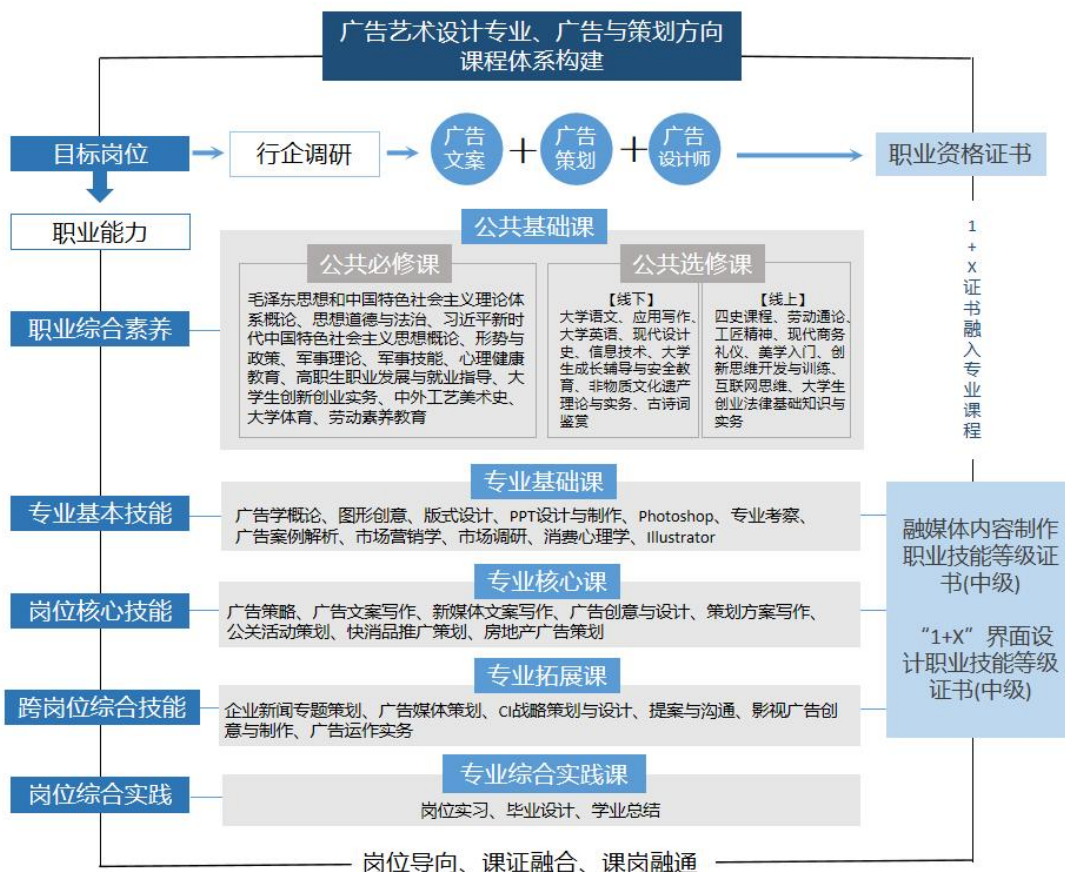 广告艺术设计专业、广告与策划方向
课程体系构建
目标岗位
行企调研
广告
文案
+
广告
策划
+
广告
设计师
职业资格证书
职业能力
1+X证书融入专业课程
公共基础课
公共必修课
公共选修课
职业综合素养
毛泽东思想和中国特色社会主义理论体
系概论、思想道德与法治、习近平新时
代中国特色社会主义思想概论、形势与
政策、军事理论、军事技能、心理健康
教育、高职生职业发展与就业指导、大
学生创新创业实务、中外工艺美术史、
大学体育、劳动素养教育
【线下】
大学语文、应用写作、
大学英语、现代设计
史、信息技术、大学
生成长辅导与安全教
育、非物质文化遗产
理论与实务、古诗词
鉴赏
【线上】
四史课程、劳动通论、
工匠精神、现代商务
礼仪、美学入门、创
新思维开发与训练、
互联网思维、大学生
创业法律基础知识与
实务
专业基础课
专业基本技能
广告学概论、图形创意、版式设计、PPT设计与制作、Photoshop、专业考察、
广告案例解析、市场营销学、市场调研、消费心理学、Illustrator
专业核心课
岗位核心技能
广告策略、广告文案写作、新媒体文案写作、广告创意与设计、策划方案写作、
公关活动策划、快消品推广策划、房地产广告策划
专业拓展课
跨岗位综合技能
企业新闻专题策划、广告媒体策划、CI战略策划与设计、提案与沟通、影视广告创
意与制作、广告运作实务
融媒体内容制作
职业技能等级证
书(中级)
“1+X”界面设
计职业技能等级
证书(中级)
专业综合实践课
岗位综合实践
岗位实习、毕业设计、学业总结
岗位导向、课证融合、课岗融通